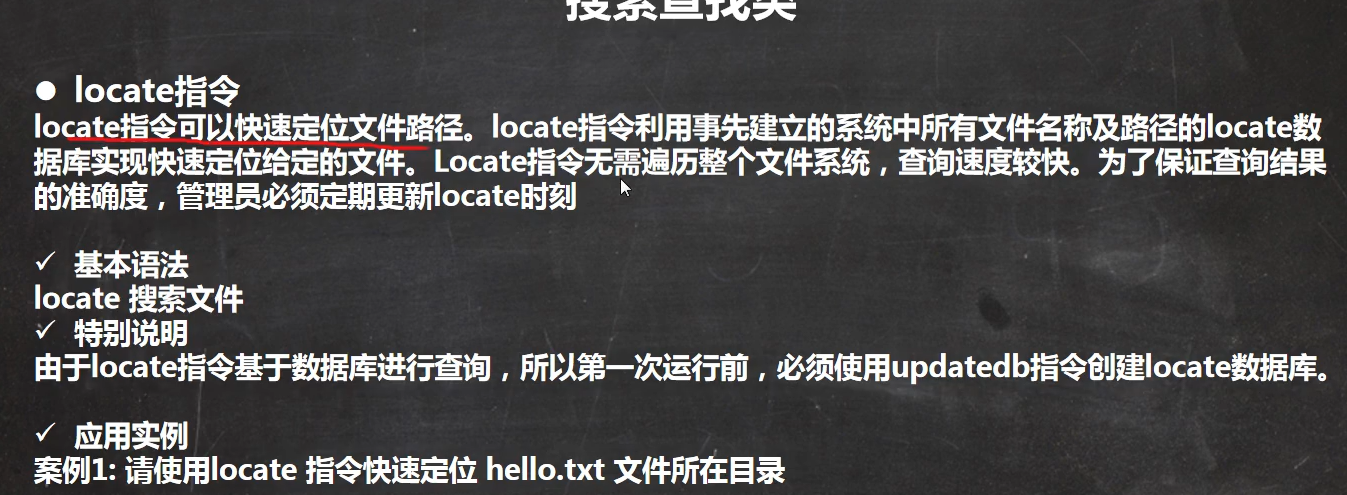 搜索查找类
● locate指令
locate指令可以快速定位文件路径。locate指令利用事先建立的系统中所有文件名称及路径的locate数
据库实现快速定位给定的文件。Locate指令无需遍历整个文件系统，查询速度较快。为了保证查询结果
的准确度，管理员必须定期更新locate时刻
✓ 基本语法
locate 搜索文件
✓ 特别说明
由于locate指令基于数据库进行查询，所以第一次运行前，必须使用updatedb指令创建locate数据库。
✓ 应用实例
案例1: 请使用locate 指令快速定位 hello.txt 文件所在目录